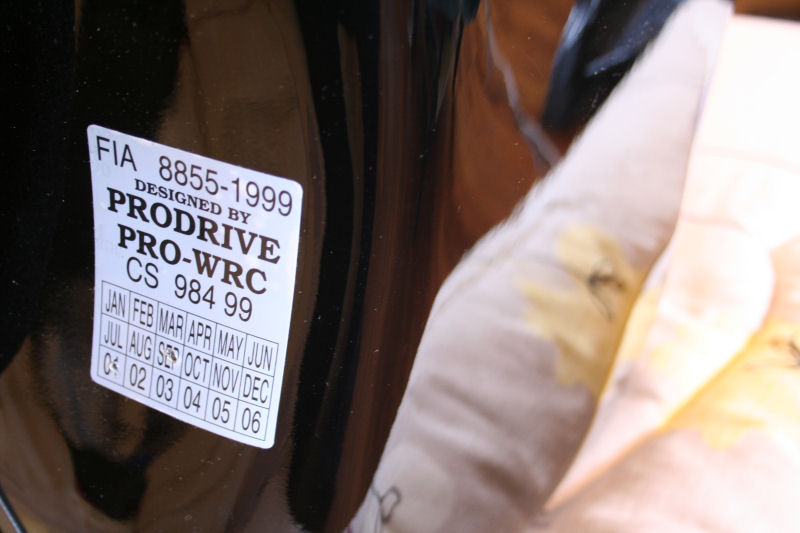 FIA 8855-1999
DESIGNED BY
PRODRIVE
PRO-WRC
CS 984 99
JAN FEB MAR APR MAY JUN
JUL AUG SEP OCT NOV DEC
01 02 03 04 05 06